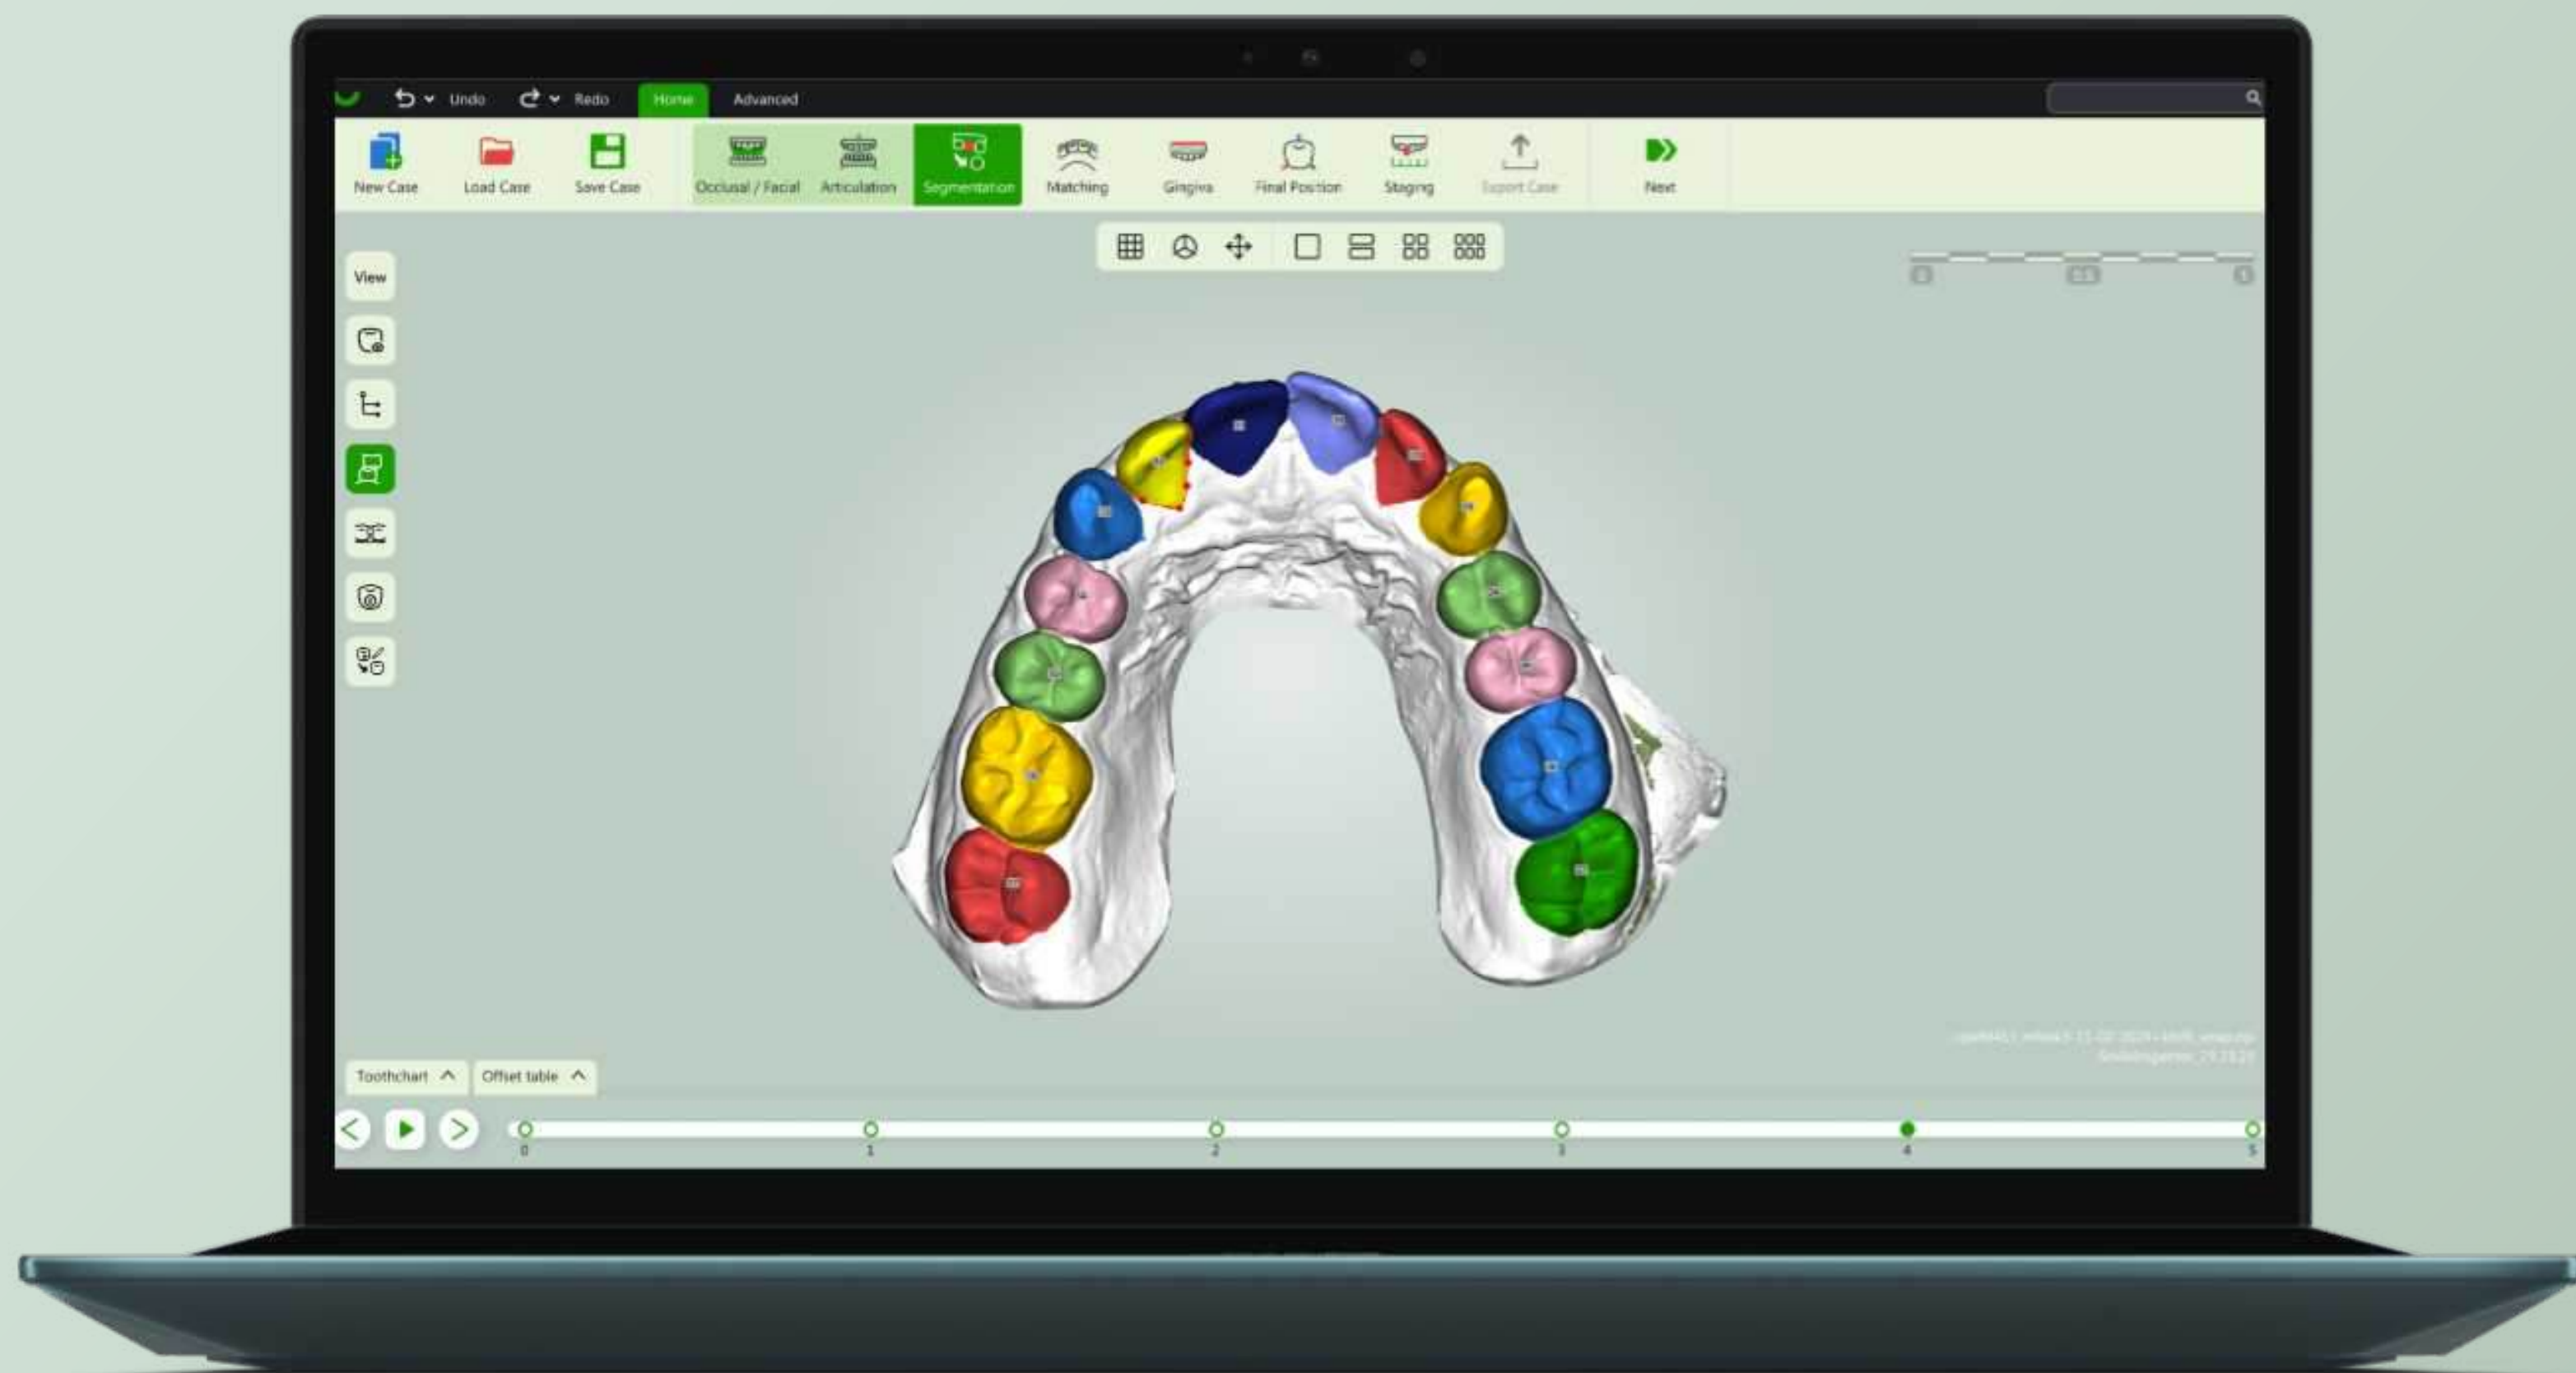 Undo
Redo
Home
Advanced
New Case
Load Case
Save Case
Occlusal / Facial
Articulation
Segmentation
Matching
Gingiva
Final Position
Staging
Export Case
Next
View
Toothchart
Offset table
0
1
2
3
4
5